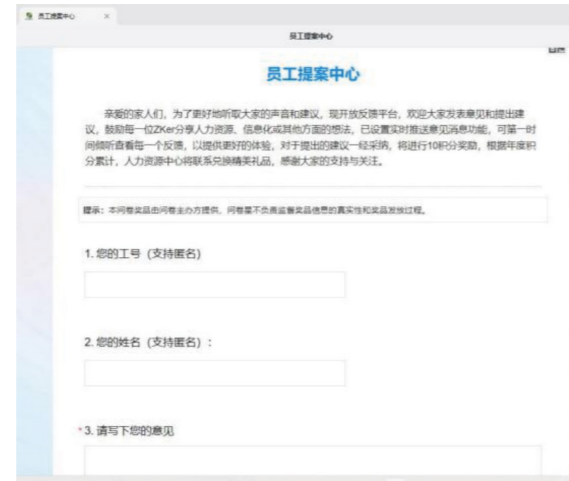 员工提案中心
员工提案中心
员工提案中心
亲爱的家人们，为了更好地听取大家的声音和建议，现开放反馈平台，欢迎大家发表意见和提出建
议，鼓励每一位ZKer分享人力资源、信息化或其他方面的想法，已设置实时推送意见消息功能，可第一时
间倾听查看每一个反馈，以提供更好的体验，对于提出的建议一经采纳，将进行10积分奖励，根据年度积
分累计，人力资源中心将联系兑换精美礼品，感谢大家的支持与关注。
提示：本问卷奖品由问卷主办方提供，问卷星不负责监督奖品信息的真实性和奖品发放过程。
1. 您的工号（支持匿名）
2. 您的姓名（支持匿名）：
*3. 请写下您的意见